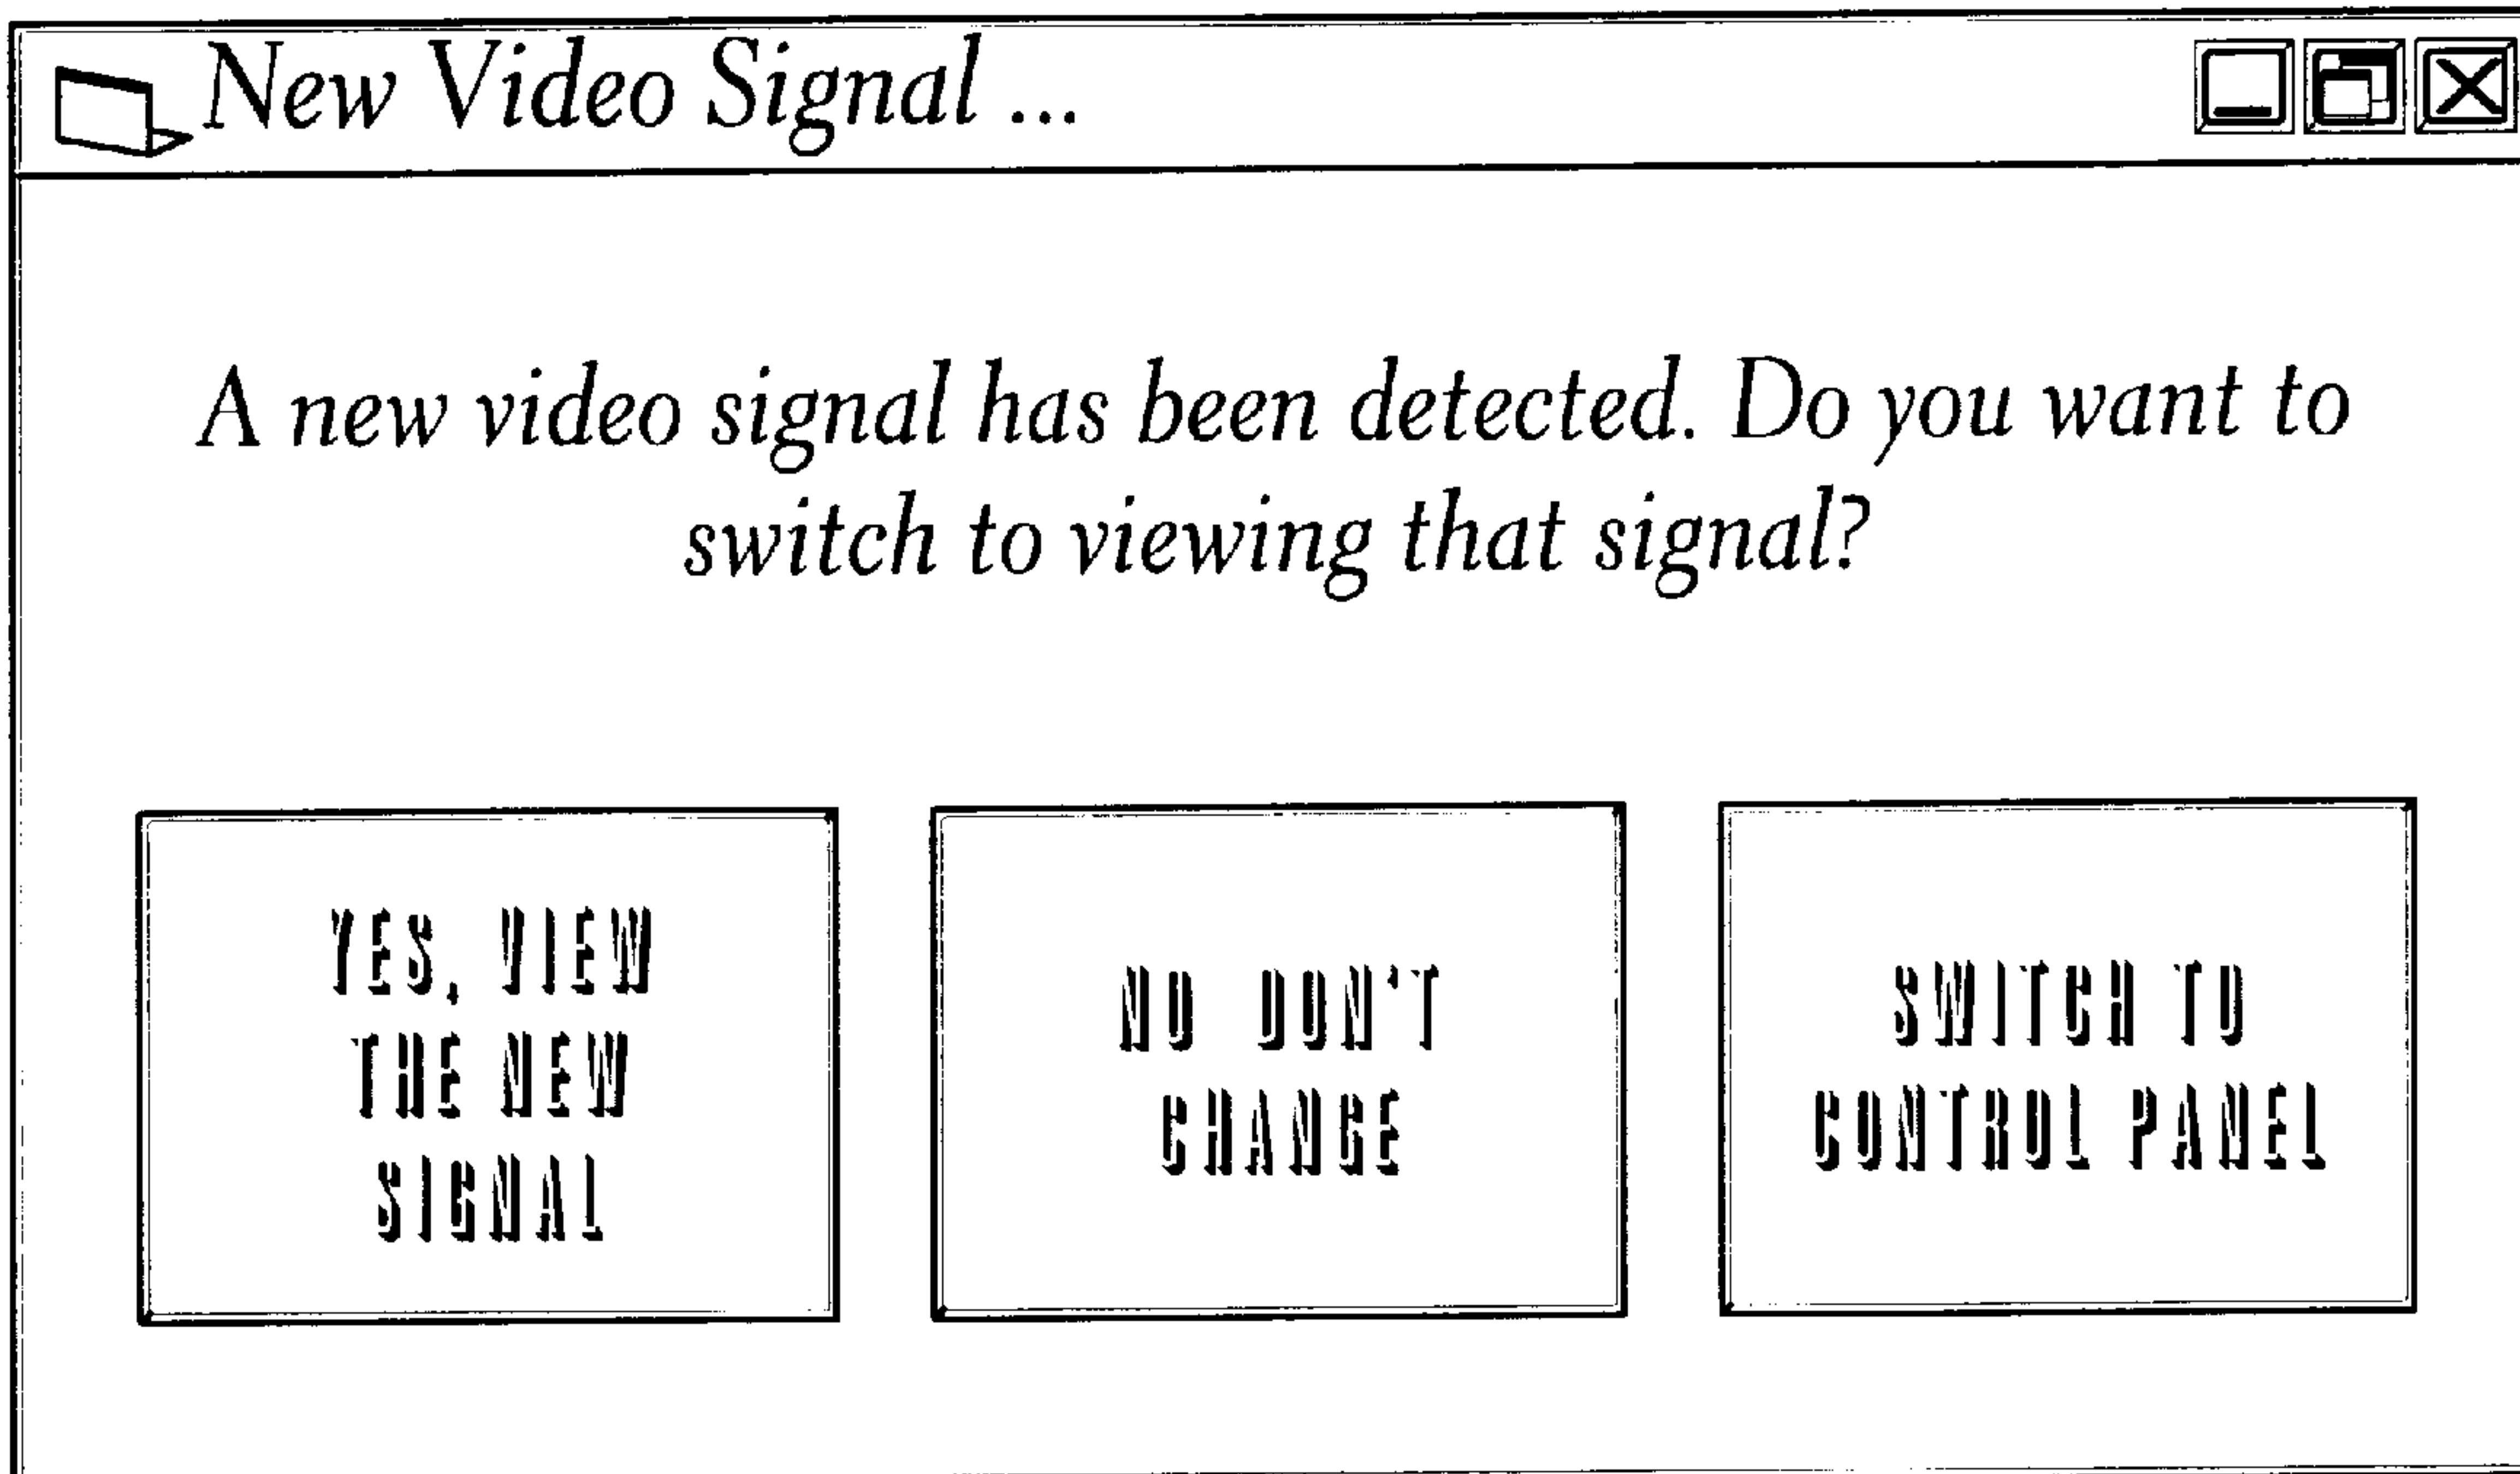 New Video Signal ...
A new video signal has been detected. Do you want to
switch to viewing that signal?
YES, VIEW
THE NEW
SIGNAL
NO DON'T
CHANGE
SWITCH TO
CONTROL PANEL